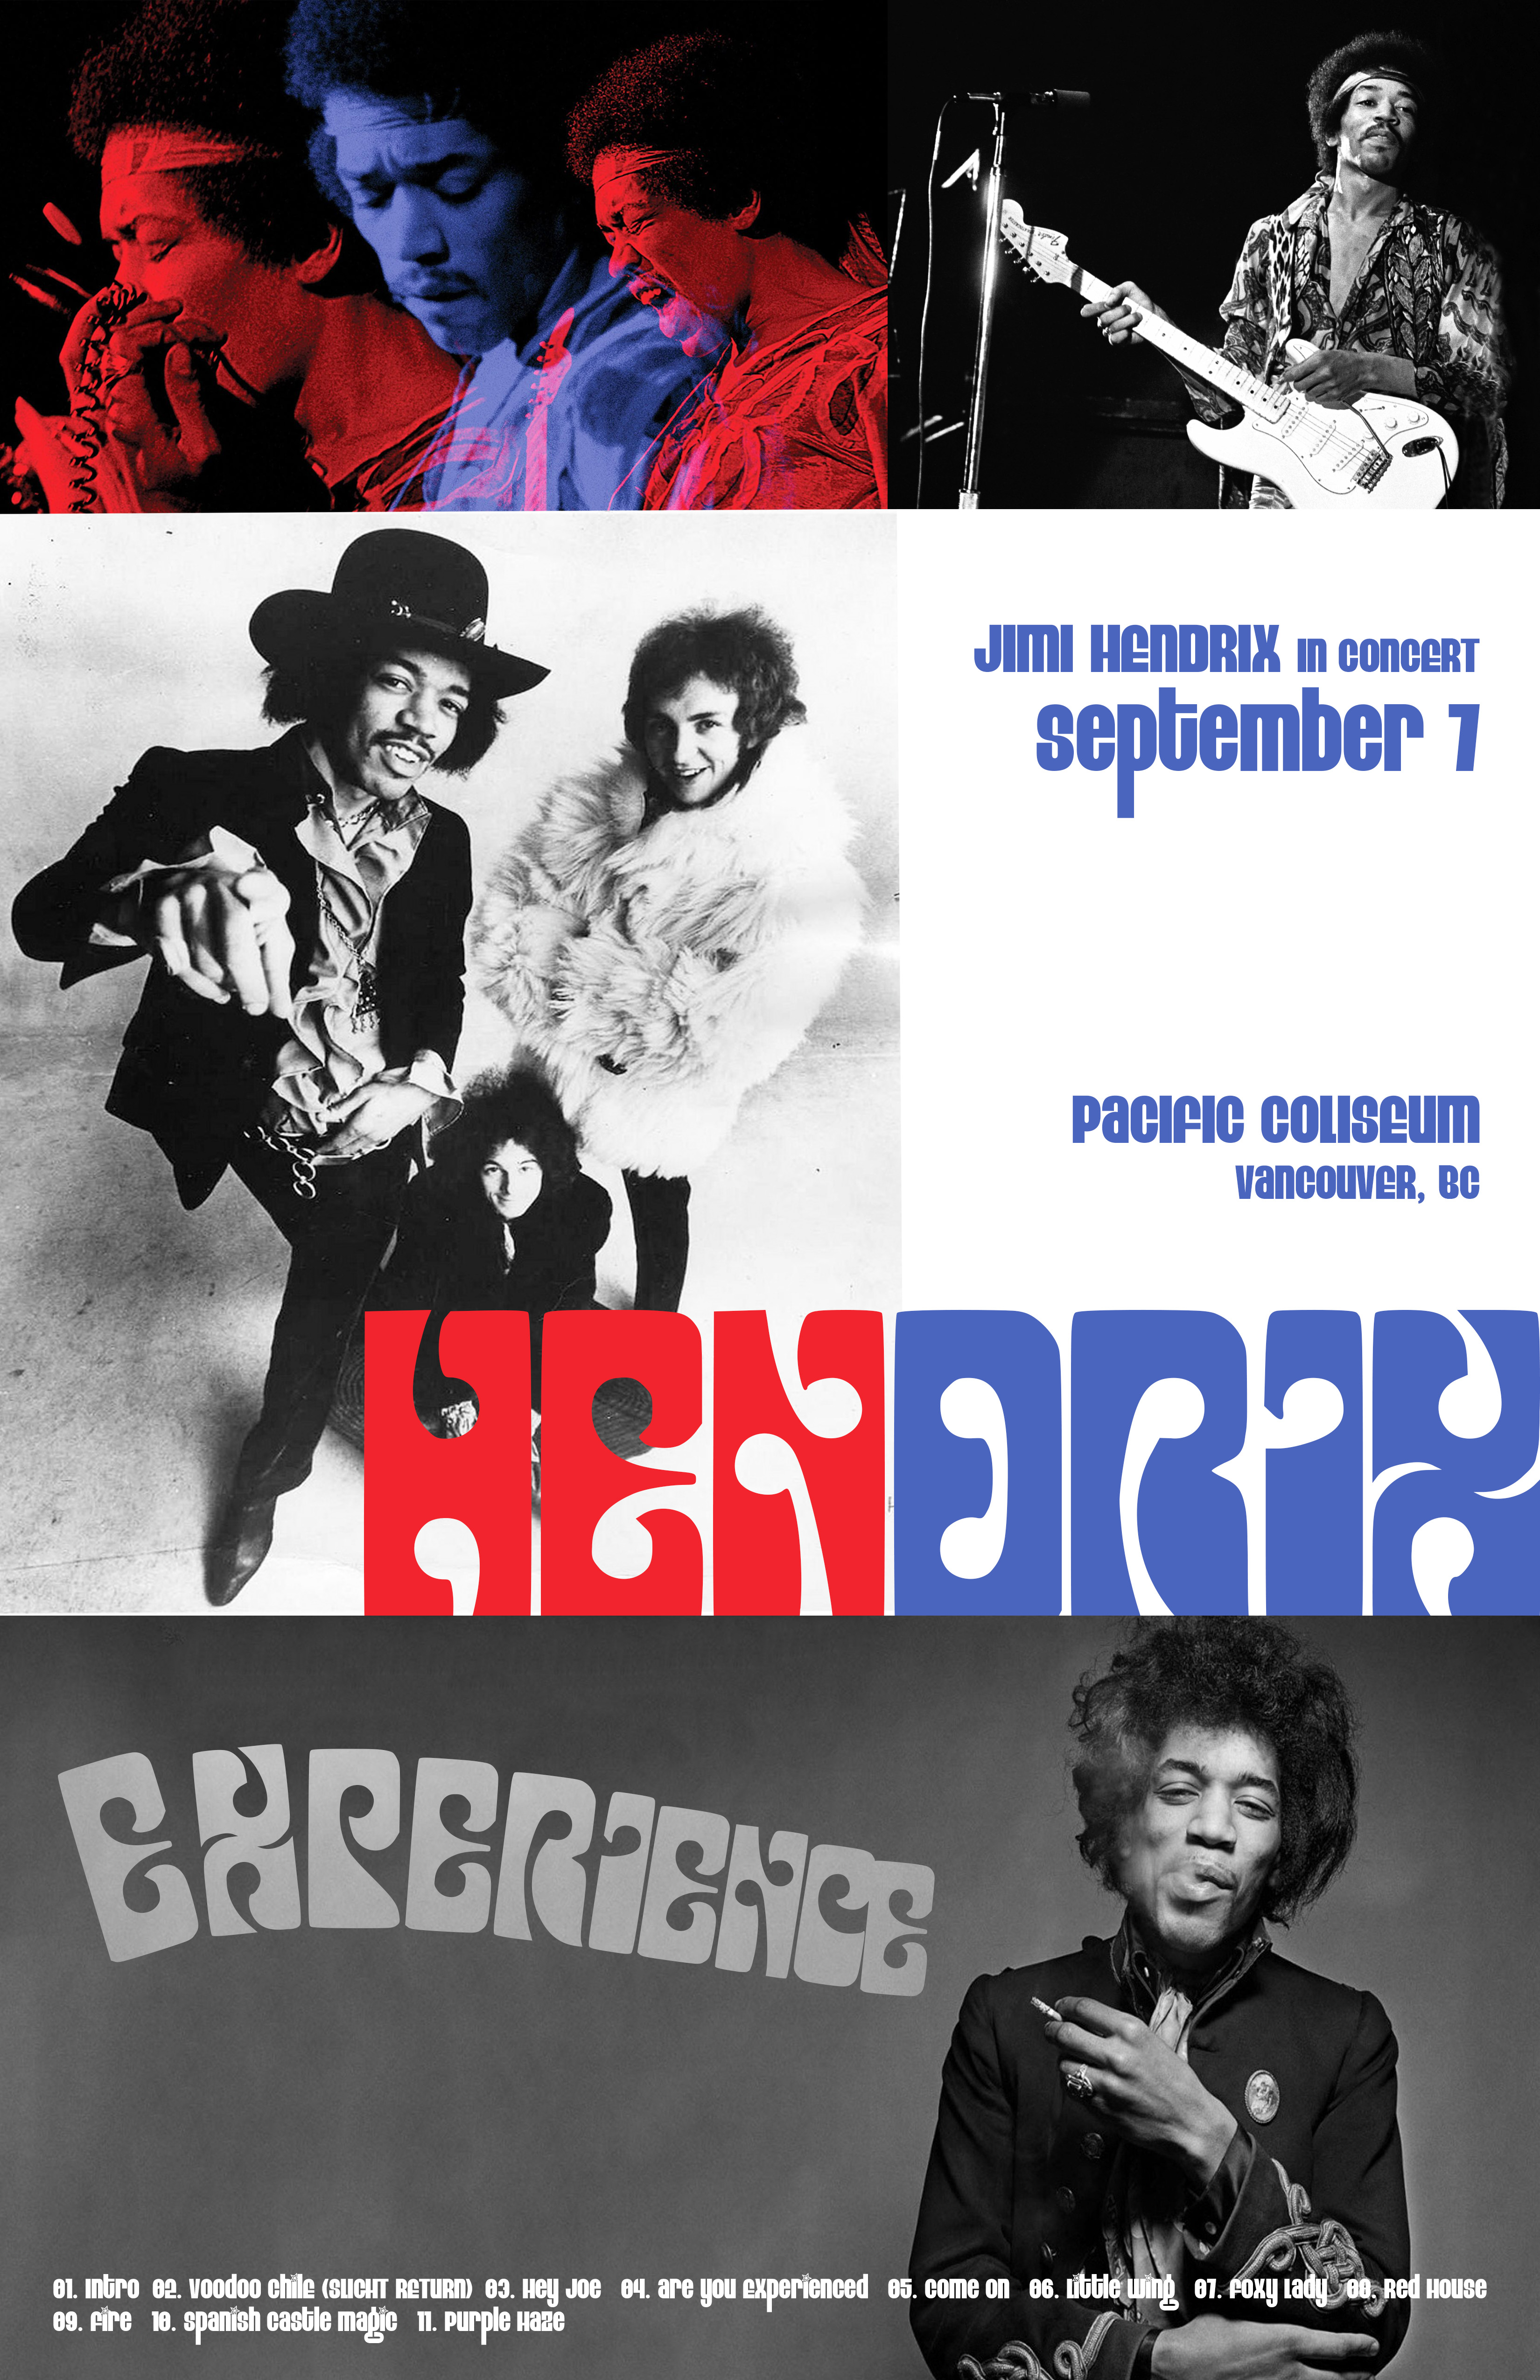 JIMI HENDRIX IN CONCERT
september 7
PACIFIC COLISEUM
VANCOUVER, BC
HENDRIX
EXPERIENCE
01. Intro 02. Voodoo chile (SLIGHT RETURN) 03. Hey Joe 04. are you Experienced 05. come on 06. Little wing 07. Foxy Lady 08. Red House
09. Fire 10. spanish castle magic 11. Purple Haze